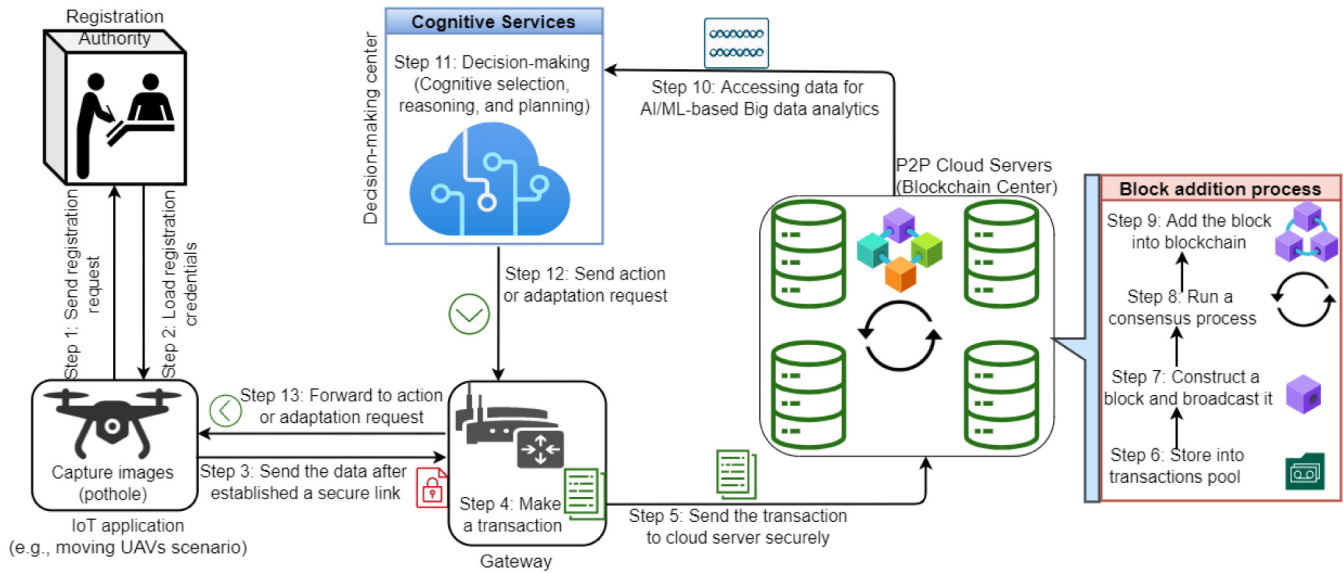 Registration
Authority
Step 1: Send registration
request
Step 2: Load registration
credentials
Capture images
(pothole)
IoT application
(e.g., moving UAVs scenario)
Step 13: Forward to action
or adaptation request
Step 3: Send the data after
established a secure link
Decision-making center
Cognitive Services
Step 11: Decision-making
(Cognitive selection,
reasoning, and planning)
Step 12: Send action
or adaptation request
Step 4: Make
a transaction
Gateway
Step 5: Send the transaction
to cloud server securely
Step 10: Accessing data for
AI/ML-based Big data analytics
P2P Cloud Servers
(Blockchain Center)
Block addition process
Step 9: Add the block
into blockchain
Step 8: Run a
consensus process
Step 7: Construct a
block and broadcast it
Step 6: Store into
transactions pool